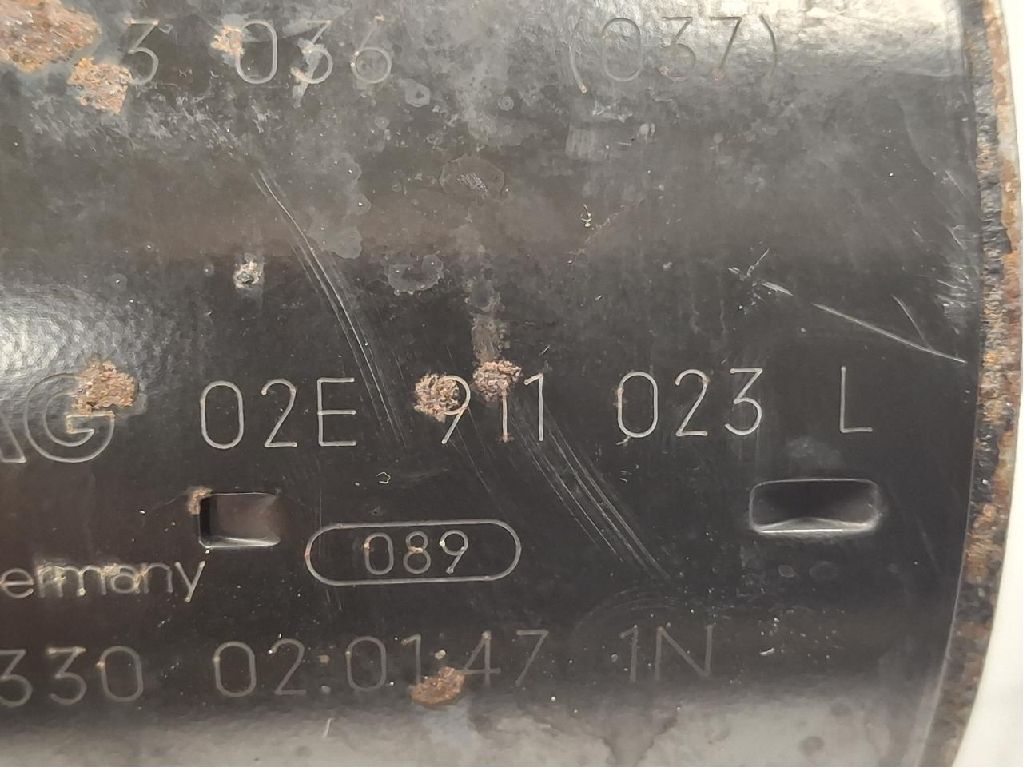 3 036 (037)
AG 02E 911 023 L
089
ermany
330 02:01:47 1N